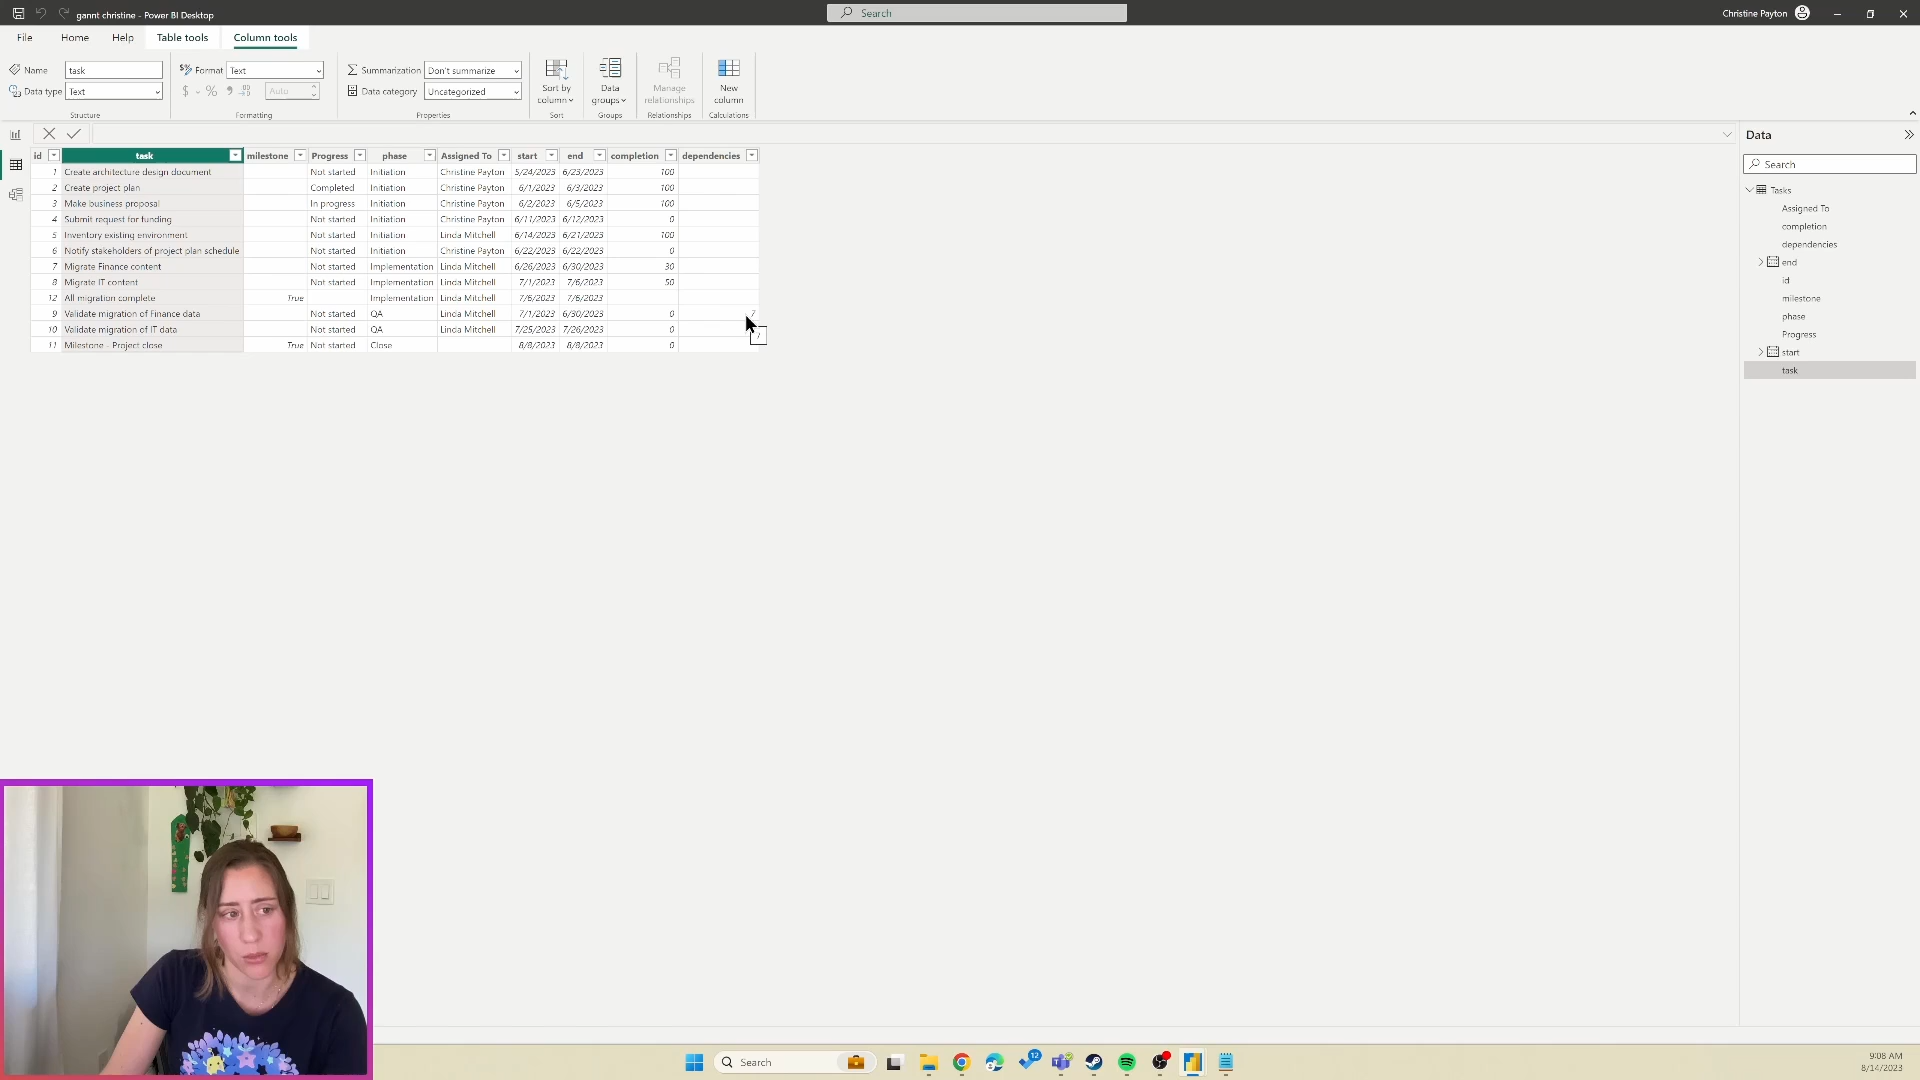 gannt christine - Power BI Desktop
Search
Christine Payton
File Home Help Table tools Column tools
Name task
Data type Text
Structure
Format Text
$ % Auto
Formatting
Summarization Don't summarize
Data category Uncategorized
Properties
Sort by column
Sort
Data groups
Groups
Manage relationships
Relationships
New column
Calculations
id task milestone Progress phase Assigned To start end completion dependencies
1 Create architecture design document Not started Initiation Christine Payton 5/24/2023 6/23/2023 100
2 Create project plan Completed Initiation Christine Payton 6/1/2023 6/3/2023 100
3 Make business proposal In progress Initiation Christine Payton 6/2/2023 6/5/2023 100
4 Submit request for funding Not started Initiation Christine Payton 6/11/2023 6/12/2023 0
5 Inventory existing environment Not started Initiation Linda Mitchell 6/14/2023 6/21/2023 100
6 Notify stakeholders of project plan schedule Not started Initiation Christine Payton 6/22/2023 6/22/2023 0
7 Migrate Finance content Not started Implementation Linda Mitchell 6/26/2023 6/30/2023 30
8 Migrate IT content Not started Implementation Linda Mitchell 7/1/2023 7/6/2023 50
12 All migration complete True Implementation Linda Mitchell 7/6/2023 7/6/2023
9 Validate migration of Finance data Not started QA Linda Mitchell 7/1/2023 6/30/2023 0 7
10 Validate migration of IT data Not started QA Linda Mitchell 7/25/2023 7/26/2023 0
11 Milestone - Project close True Not started Close 8/8/2023 8/8/2023 0
7
Data
Search
Tasks
Assigned To
completion
dependencies
end
id
milestone
phase
Progress
start
task
Search
12
9:08 AM
8/14/2023